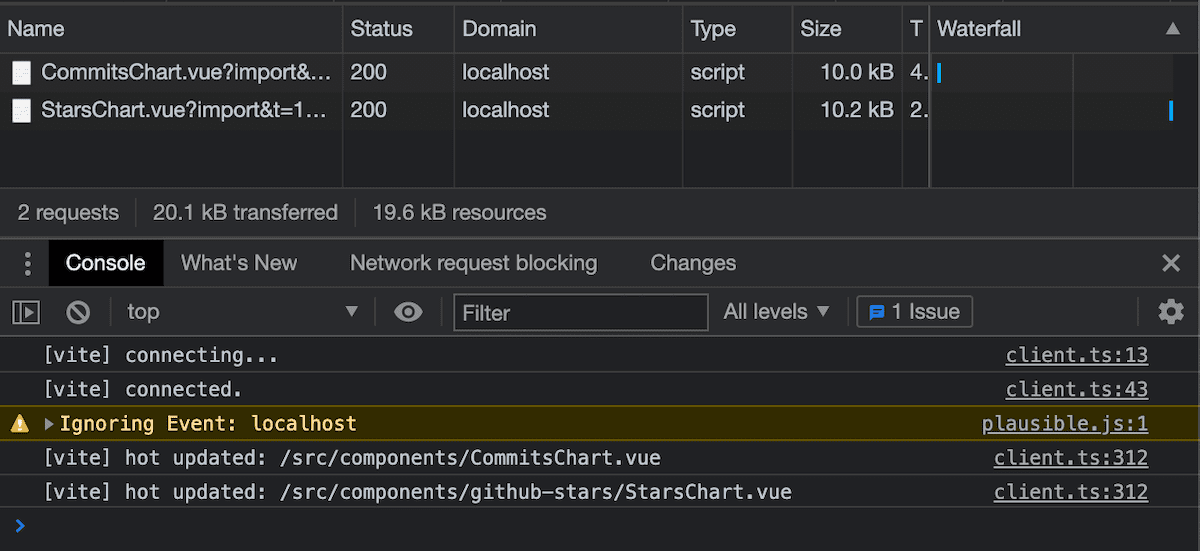 Name Status Domain Type Size T Waterfall
CommitsChart.vue?import&... 200 localhost script 10.0 kB 4.
StarsChart.vue?import&t=1... 200 localhost script 10.2 kB 2.
2 requests 20.1 kB transferred 19.6 kB resources
Console What's New Network request blocking Changes
top Filter All levels 1 Issue
[vite] connecting... client.ts:13
[vite] connected. client.ts:43
Ignoring Event: localhost plausible.js:1
[vite] hot updated: /src/components/CommitsChart.vue client.ts:312
[vite] hot updated: /src/components/github-stars/StarsChart.vue client.ts:312